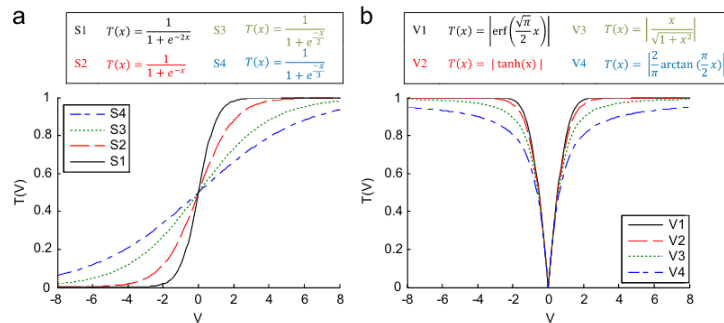 a
S1 T(x) = 1 / (1 + e^{-2x}) S3 T(x) = 1 / (1 + e^{-x/2})
S2 T(x) = 1 / (1 + e^{-x}) S4 T(x) = 1 / (1 + e^{-x/3})
S4
S3
S2
S1
T(V)
1
0.8
0.6
0.4
0.2
0
-8 -6 -4 -2 0 2 4 6 8
V
b
V1 T(x) = |erf(√π/2 x)| V3 T(x) = |x / √(1 + x²)|
V2 T(x) = | tanh(x) | V4 T(x) = |2/π arctan (π/2 x)|
T(V)
1
0.8
0.6
0.4
0.2
0
V1
V2
V3
V4
-8 -6 -4 -2 0 2 4 6 8
V